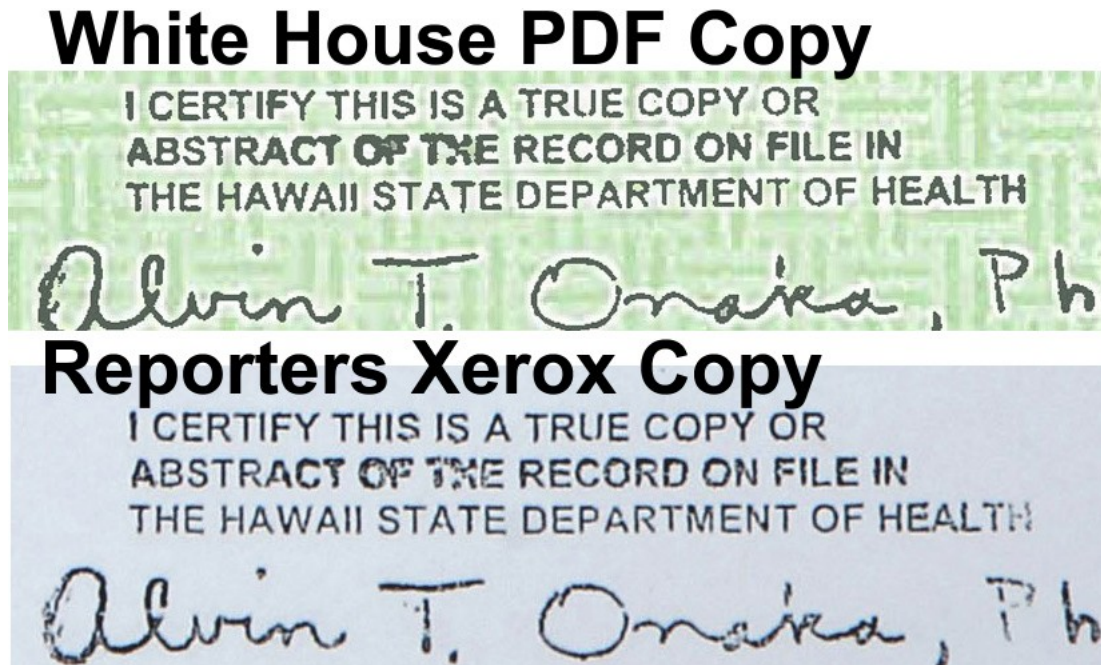 White House PDF Copy
I CERTIFY THIS IS A TRUE COPY OR
ABSTRACT OF TXE RECORD ON FILE IN
THE HAWAII STATE DEPARTMENT OF HEALTH
Alvin T. Onaka, Ph
Reporters Xerox Copy
I CERTIFY THIS IS A TRUE COPY OR
ABSTRACT OF TXE RECORD ON FILE IN
THE HAWAII STATE DEPARTMENT OF HEALTH
Alvin T. Onaka, Ph